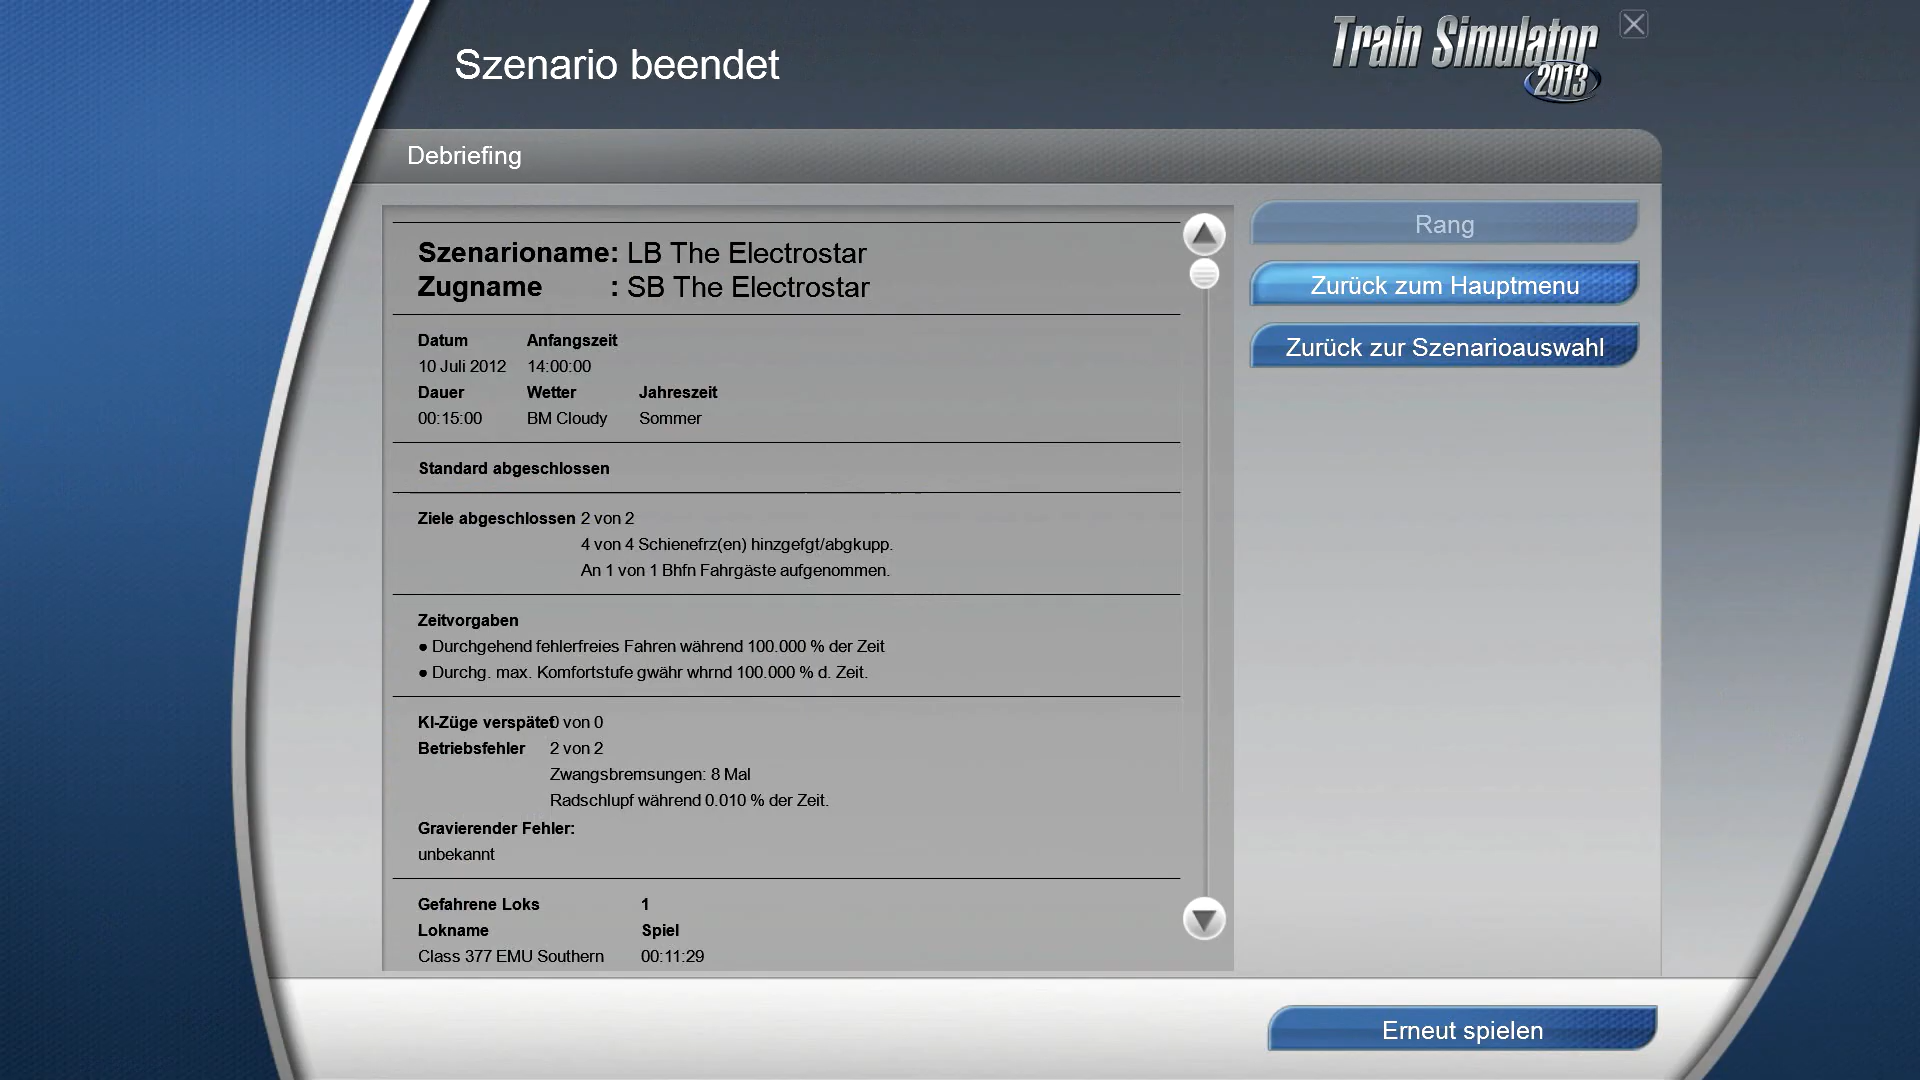 Szenario beendet
Train Simulator
2013
Debriefing
Szenarioname: LB The Electrostar
Zugname : SB The Electrostar
Datum Anfangszeit
10 Juli 2012 14:00:00
Dauer Wetter Jahreszeit
00:15:00 BM Cloudy Sommer
Standard abgeschlossen
Ziele abgeschlossen 2 von 2
4 von 4 Schienefrz(en) hinzgefgt/abgkupp.
An 1 von 1 Bhfn Fahrgäste aufgenommen.
Zeitvorgaben
● Durchgehend fehlerfreies Fahren während 100.000 % der Zeit
● Durchg. max. Komfortstufe gwähr whrnd 100.000 % d. Zeit.
KI-Züge verspätet 0 von 0
Betriebsfehler 2 von 2
Zwangsbremsungen: 8 Mal
Radschlupf während 0.010 % der Zeit.
Gravierender Fehler:
unbekannt
Gefahrene Loks 1
Lokname Spiel
Class 377 EMU Southern 00:11:29
Rang
Zurück zum Hauptmenu
Zurück zur Szenarioauswahl
Erneut spielen